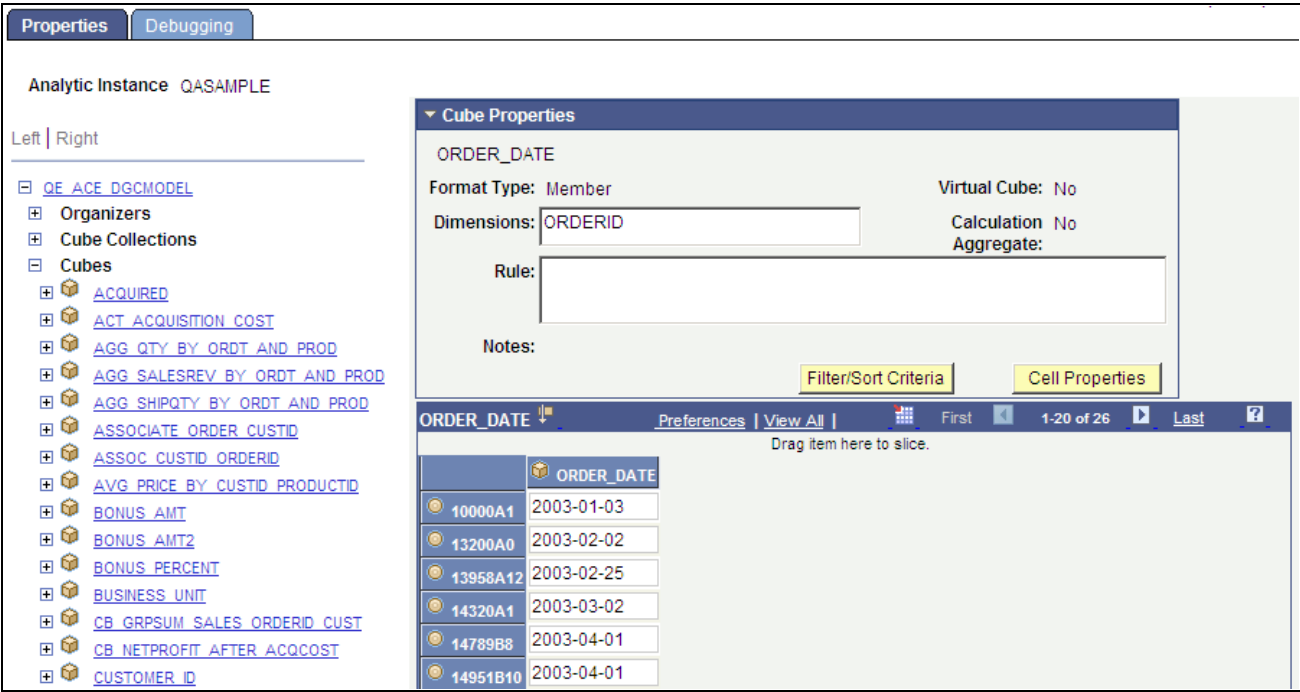 Properties Debugging
Analytic Instance QASAMPLE
Left | Right
QE_ACE_DGCMODEL
Organizers
Cube Collections
Cubes
ACQUIRED
ACT_ACQUISITION_COST
AGG_QTY_BY_ORDT_AND_PROD
AGG_SALESREV_BY_ORDT_AND_PROD
AGG_SHIPQTY_BY_ORDT_AND_PROD
ASSOCIATE_ORDER_CUSTID
ASSOC_CUSTID_ORDERID
AVG_PRICE_BY_CUSTID_PRODUCTID
BONUS_AMT
BONUS_AMT2
BONUS_PERCENT
BUSINESS_UNIT
CB_GRPSUM_SALES_ORDERID_CUST
CB_NETPROFIT_AFTER_ACQCOST
CUSTOMER_ID
Cube Properties
ORDER_DATE
Format Type: Member Virtual Cube: No
Dimensions: ORDERID Calculation No
Aggregate:
Rule:
Notes:
Filter/Sort Criteria Cell Properties
ORDER_DATE Preferences | View All | First 1-20 of 26 Last ?
Drag item here to slice.
ORDER_DATE
10000A1 2003-01-03
13200A0 2003-02-02
13958A12 2003-02-25
14320A1 2003-03-02
14789B8 2003-04-01
14951B10 2003-04-01